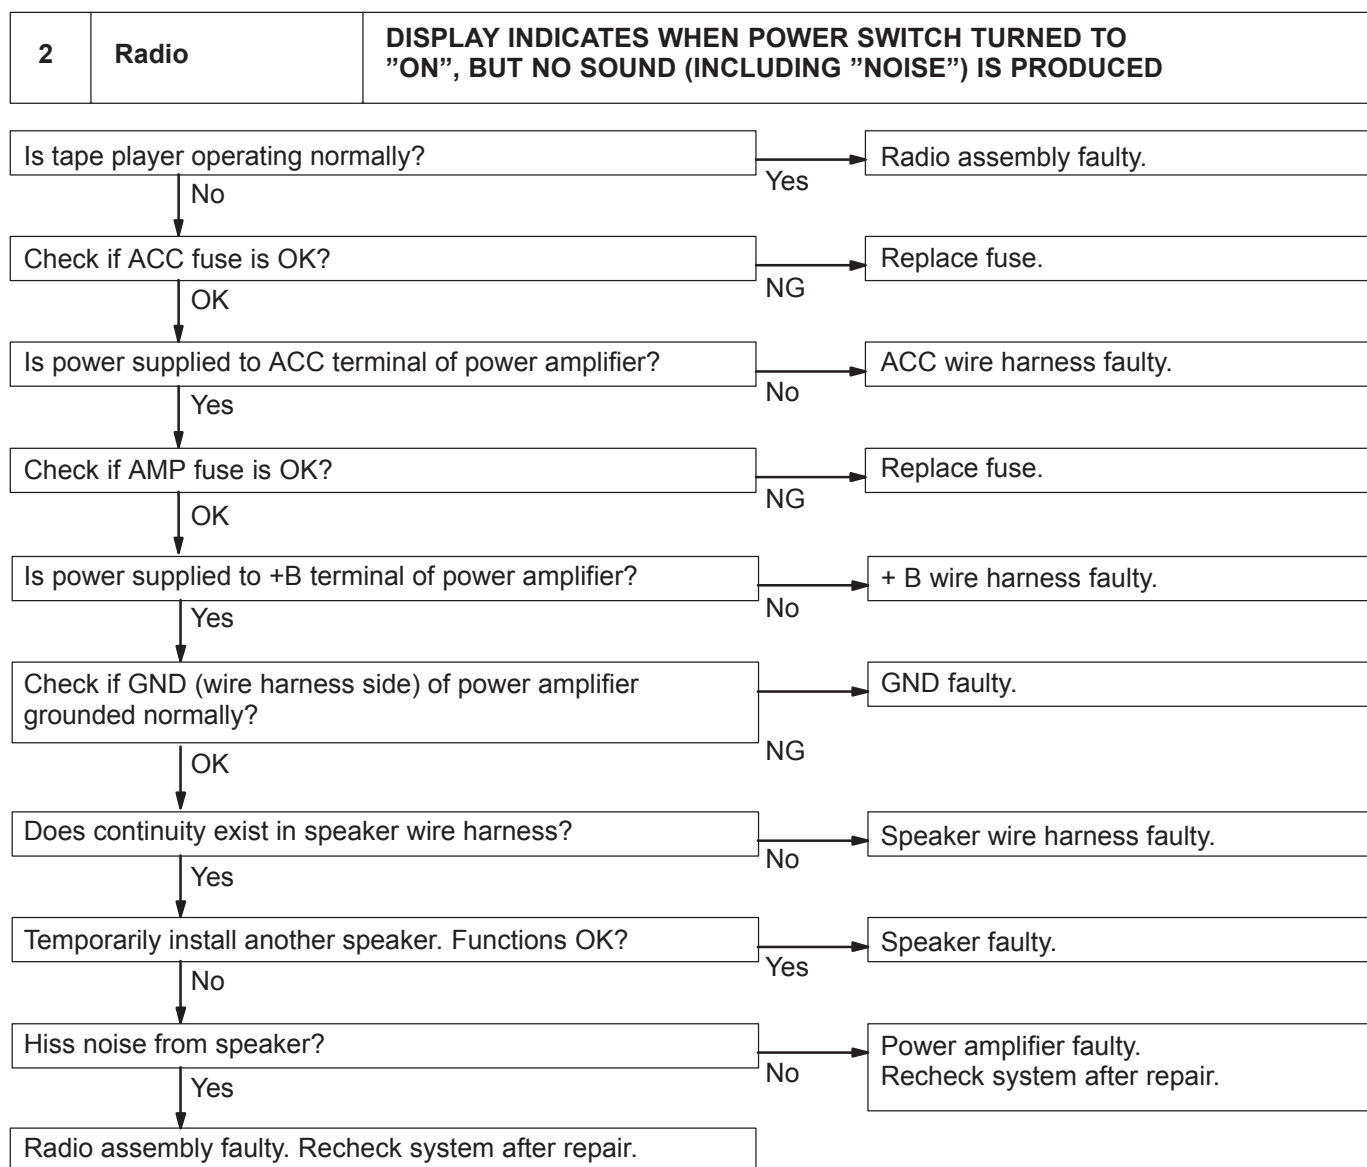 2
Radio
DISPLAY INDICATES WHEN POWER SWITCH TURNED TO
”ON”, BUT NO SOUND (INCLUDING ”NOISE”) IS PRODUCED
Is tape player operating normally?
Yes
Radio assembly faulty.
No
Check if ACC fuse is OK?
NG
Replace fuse.
OK
Is power supplied to ACC terminal of power amplifier?
No
ACC wire harness faulty.
Yes
Check if AMP fuse is OK?
NG
Replace fuse.
OK
Is power supplied to +B terminal of power amplifier?
No
+ B wire harness faulty.
Yes
Check if GND (wire harness side) of power amplifier
grounded normally?
NG
GND faulty.
OK
Does continuity exist in speaker wire harness?
No
Speaker wire harness faulty.
Yes
Temporarily install another speaker. Functions OK?
Yes
Speaker faulty.
No
Hiss noise from speaker?
No
Power amplifier faulty.
Recheck system after repair.
Yes
Radio assembly faulty. Recheck system after repair.